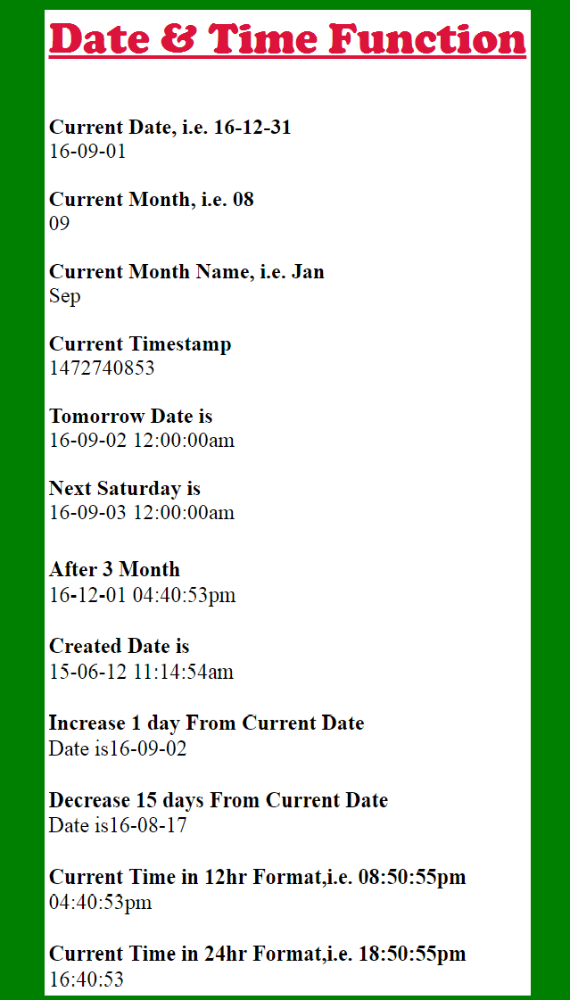 Date & Time Function
Current Date, i.e. 16-12-31
16-09-01
Current Month, i.e. 08
09
Current Month Name, i.e. Jan
Sep
Current Timestamp
1472740853
Tomorrow Date is
16-09-02 12:00:00am
Next Saturday is
16-09-03 12:00:00am
After 3 Month
16-12-01 04:40:53pm
Created Date is
15-06-12 11:14:54am
Increase 1 day From Current Date
Date is16-09-02
Decrease 15 days From Current Date
Date is16-08-17
Current Time in 12hr Format,i.e. 08:50:55pm
04:40:53pm
Current Time in 24hr Format,i.e. 18:50:55pm
16:40:53